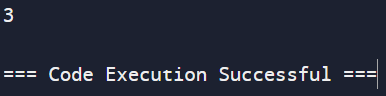 3
=== Code Execution Successful ===